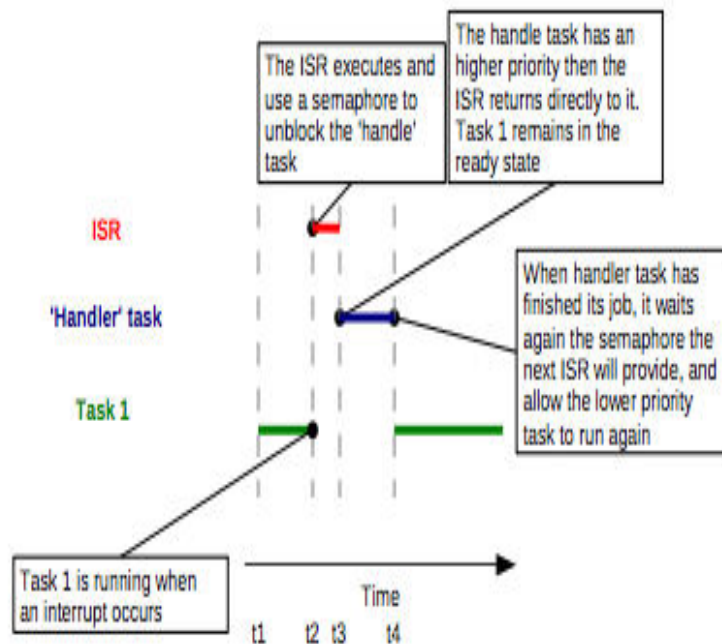 The ISR executes and
use a semaphore to
unblock the 'handle'
task
The handle task has an
higher priority then the
ISR returns directly to it.
Task 1 remains in the
ready state
ISR
'Handler' task
Task 1
When handler task has
finished its job, it waits
again the semaphore the
next ISR will provide, and
allow the lower priority
task to run again
Task 1 is running when
an interrupt occurs
Time
t1 t2 t3 t4